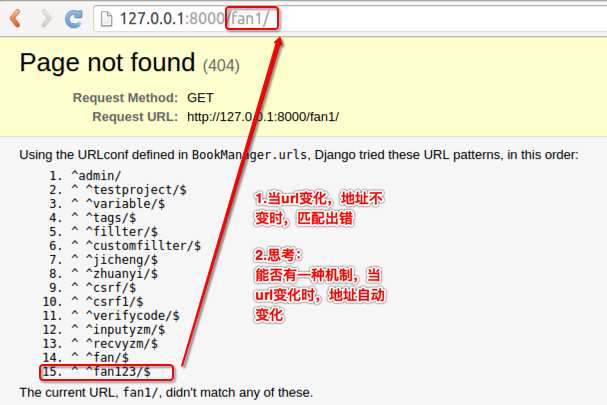 127.0.0.1:8000/fan1/
Page not found (404)
Request Method: GET
Request URL: http://127.0.0.1:8000/fan1/
Using the URLconf defined in BookManager.urls, Django tried these URL patterns, in this order:
1. ^admin/
2. ^ ^testproject/$
3. ^ ^variable/$
4. ^ ^tags/$
5. ^ ^fillter/$
6. ^ ^customfillter/$
7. ^ ^jicheng/$
8. ^ ^zhuanyi/$
9. ^ ^csrf/$
10. ^ ^csrf1/$
11. ^ ^verifycode/$
12. ^ ^inputyzm/$
13. ^ ^recvyzm/$
14. ^ ^fan/$
15. ^ ^fan123/$
1.当url变化，地址不
变时，匹配出错
2.思考：
能否有一种机制，当
url变化时，地址自动
变化
The current URL, fan1/, didn't match any of these.